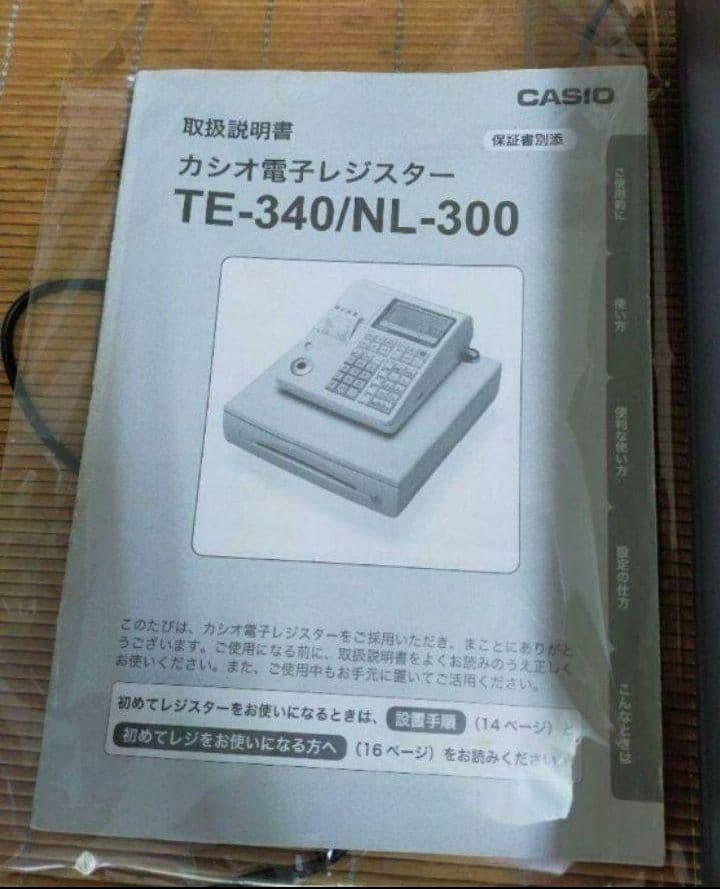 CASIO
取扱説明書
保証書別添
カシオ電子レジスター
TE-340/NL-300
ご使用前に
使い方
便利な使い方
設定の仕方
こんなときは
このたびは、カシオ電子レジスターをご採用いただき、まことにありがと
うございます。ご使用になる前に、取扱説明書をよくお読みのうえ正しく
お使いください。また、ご使用中もお手元に置いてご活用ください。
初めてレジスターをお使いになるときは、設置手順（14ページ）と
初めてレジをお使いになる方へ（16ページ）をお読みください。